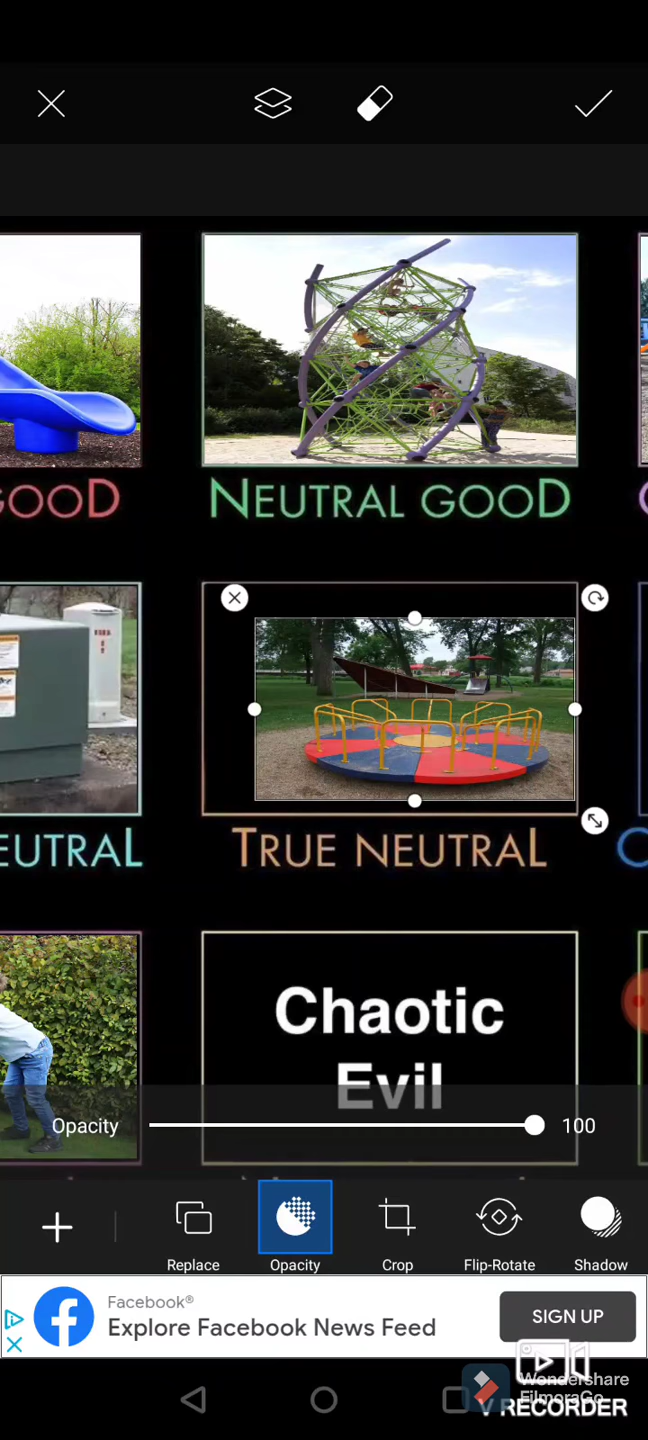 GOOD
NEUTRAL GOOD
EUTRAL
TRUE NEUTRAL
Chaotic
Evil
Opacity
100
Replace
Opacity
Crop
Flip-Rotate
Shadow
Facebook®
Explore Facebook News Feed
SIGN UP
Wondershare
FilmoraGo
V RECORDER